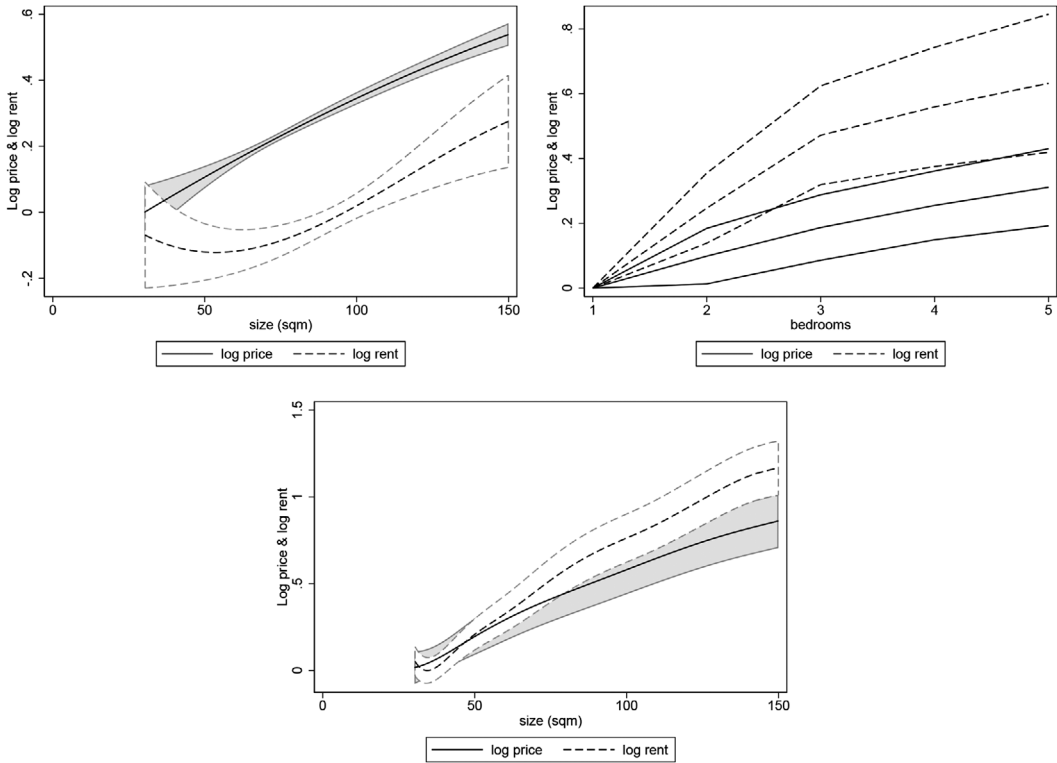 Log price & log rent
.6
.4
.2
0
-.2
0 50 100 150
size (sqm)
log price log rent
Log price & log rent
.8
.6
.4
.2
0
1 2 3 4 5
bedrooms
log price log rent
Log price & log rent
1.5
1
.5
0
0 50 100 150
size (sqm)
log price log rent